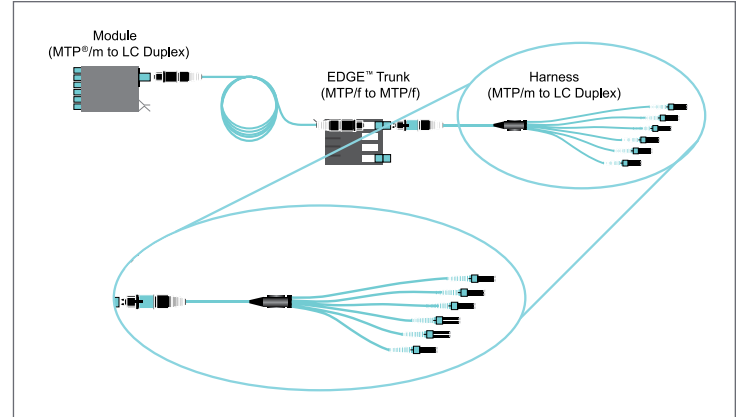 Module
(MTP®/m to LC Duplex)
EDGE™ Trunk
(MTP/f to MTP/f)
Harness
(MTP/m to LC Duplex)